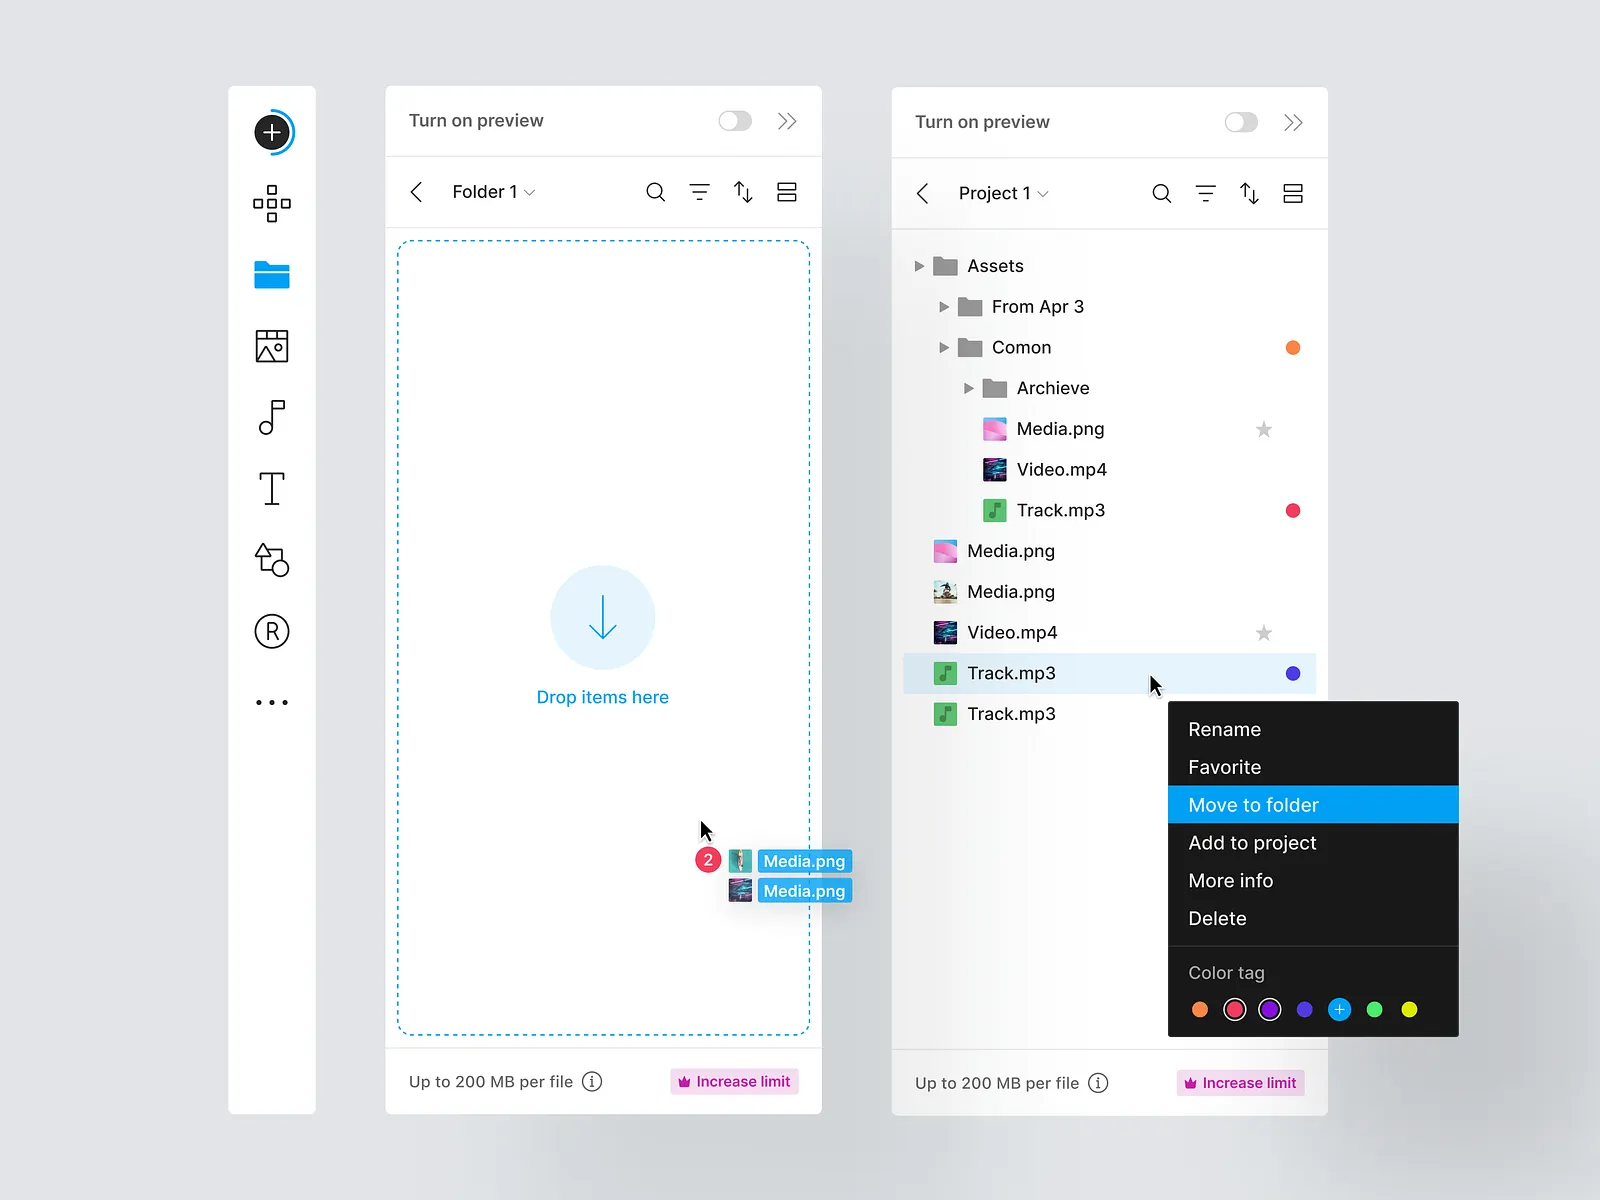 Turn on preview
Folder 1
Drop items here
2
Media.png
Media.png
Up to 200 MB per file
Increase limit
Turn on preview
Project 1
Assets
From Apr 3
Comon
Archieve
Media.png
Video.mp4
Track.mp3
Media.png
Media.png
Video.mp4
Track.mp3
Track.mp3
Rename
Favorite
Move to folder
Add to project
More info
Delete
Color tag
Up to 200 MB per file
Increase limit